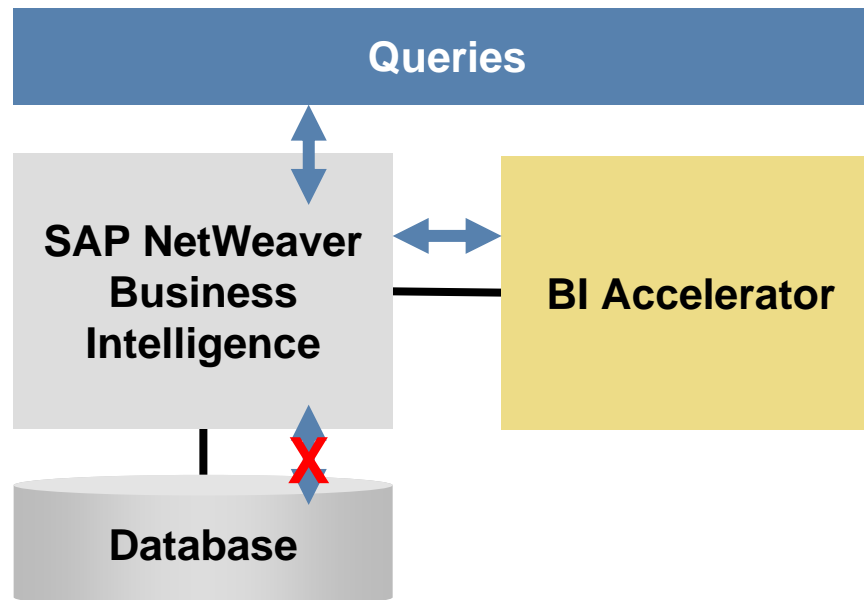 Queries
SAP NetWeaver
Business
Intelligence
BI Accelerator
X
Database